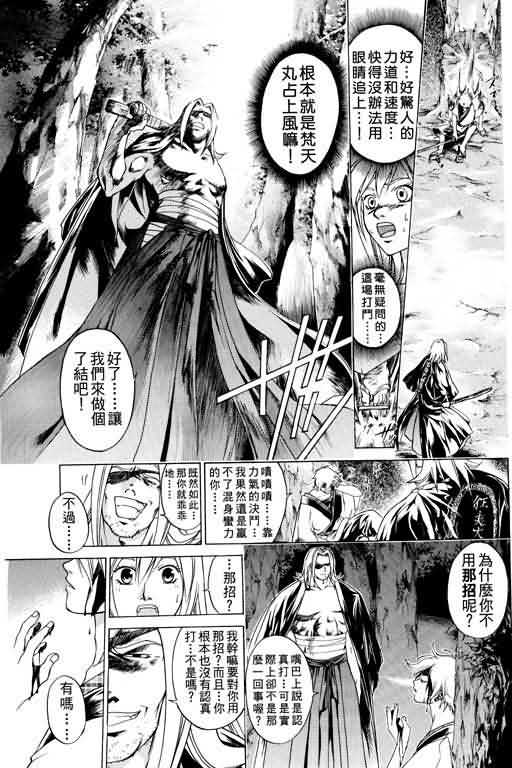 好…好驚人的
力道和速度…
快得沒辦法用
眼睛追上…！
毫無疑問的…
這場打鬥……
根本就是梵天
丸占上風嘛！
好了……讓
我們來做個
了結吧！
為什麼你不
用那招呢？
嘖嘖嘖……靠
力氣的決鬥…
我果然還是贏
不了混身蠻力
的你……
既然如此…
那你就乖乖
地……
不過……
嘴巴上說是認
真打…可是實
際上卻不是那
麼一回事喔？
…那招？
我幹嘛要對你用
那招？而且…你
根本也沒有認真
打…不是嗎？
有嗎……